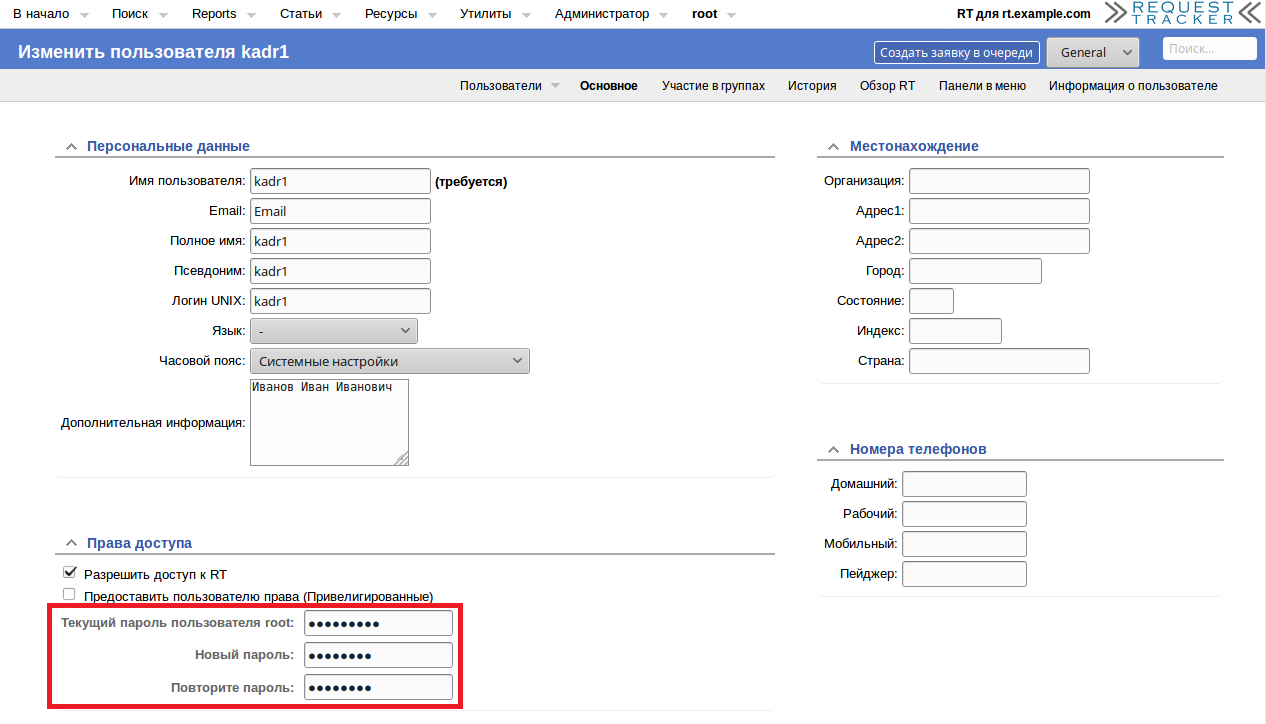 В начало Поиск Reports Статьи Ресурсы Утилиты Администратор root RT для rt.example.com REQUEST TRACKER
Изменить пользователя kadr1 Создать заявку в очереди General Поиск...
Пользователи Основное Участие в группах История Обзор RT Панели в меню Информация о пользователе
Персональные данные
Имя пользователя: kadr1 (требуется)
Email: Email
Полное имя: kadr1
Псевдоним: kadr1
Логин UNIX: kadr1
Язык: -
Часовой пояс: Системные настройки
Дополнительная информация: Иванов Иван Иванович
Права доступа
Разрешить доступ к RT
Предоставить пользователю права (Привелигированные)
Текущий пароль пользователя root: •••••••••
Новый пароль: ••••••••
Повторите пароль: ••••••••
Местонахождение
Организация:
Адрес1:
Адрес2:
Город:
Состояние:
Индекс:
Страна:
Номера телефонов
Домашний:
Рабочий:
Мобильный:
Пейджер: